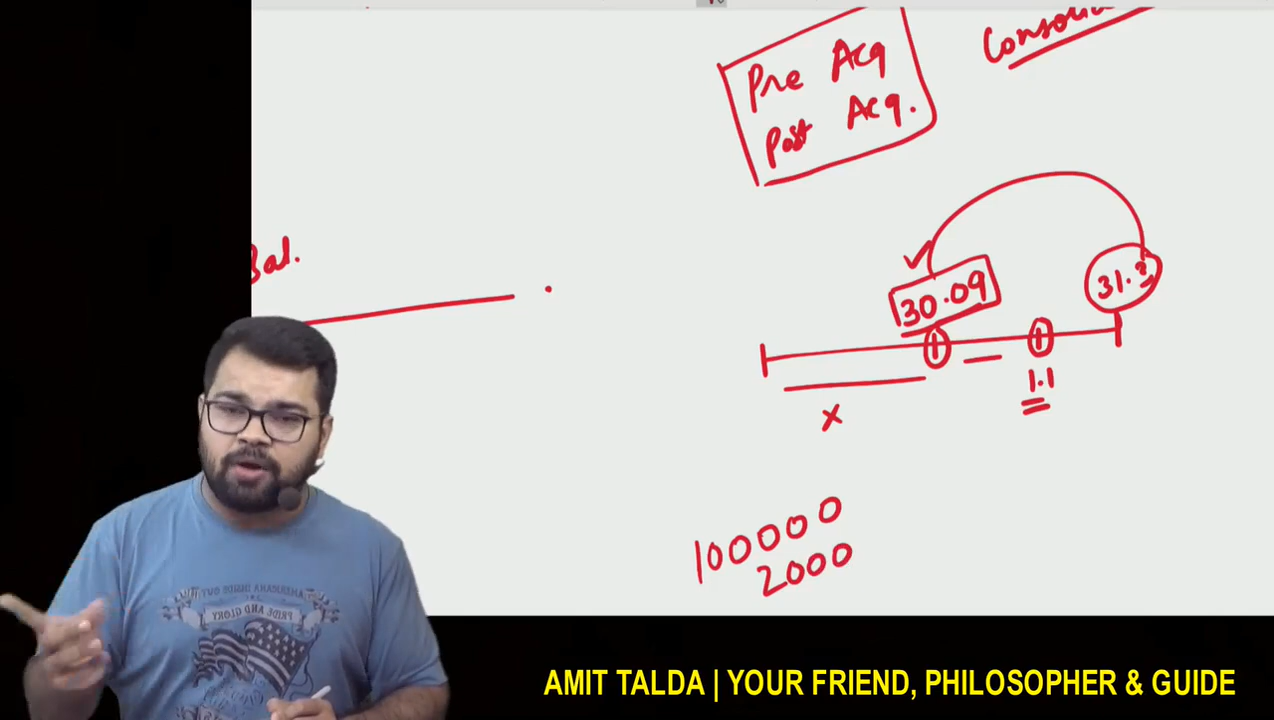 Pre Acq
Post Acq.
Bal.
30.09
31.3
1.1
x
100000
2000
PRIDE AND GLORY
AMIT TALDA | YOUR FRIEND, PHILOSOPHER & GUIDE